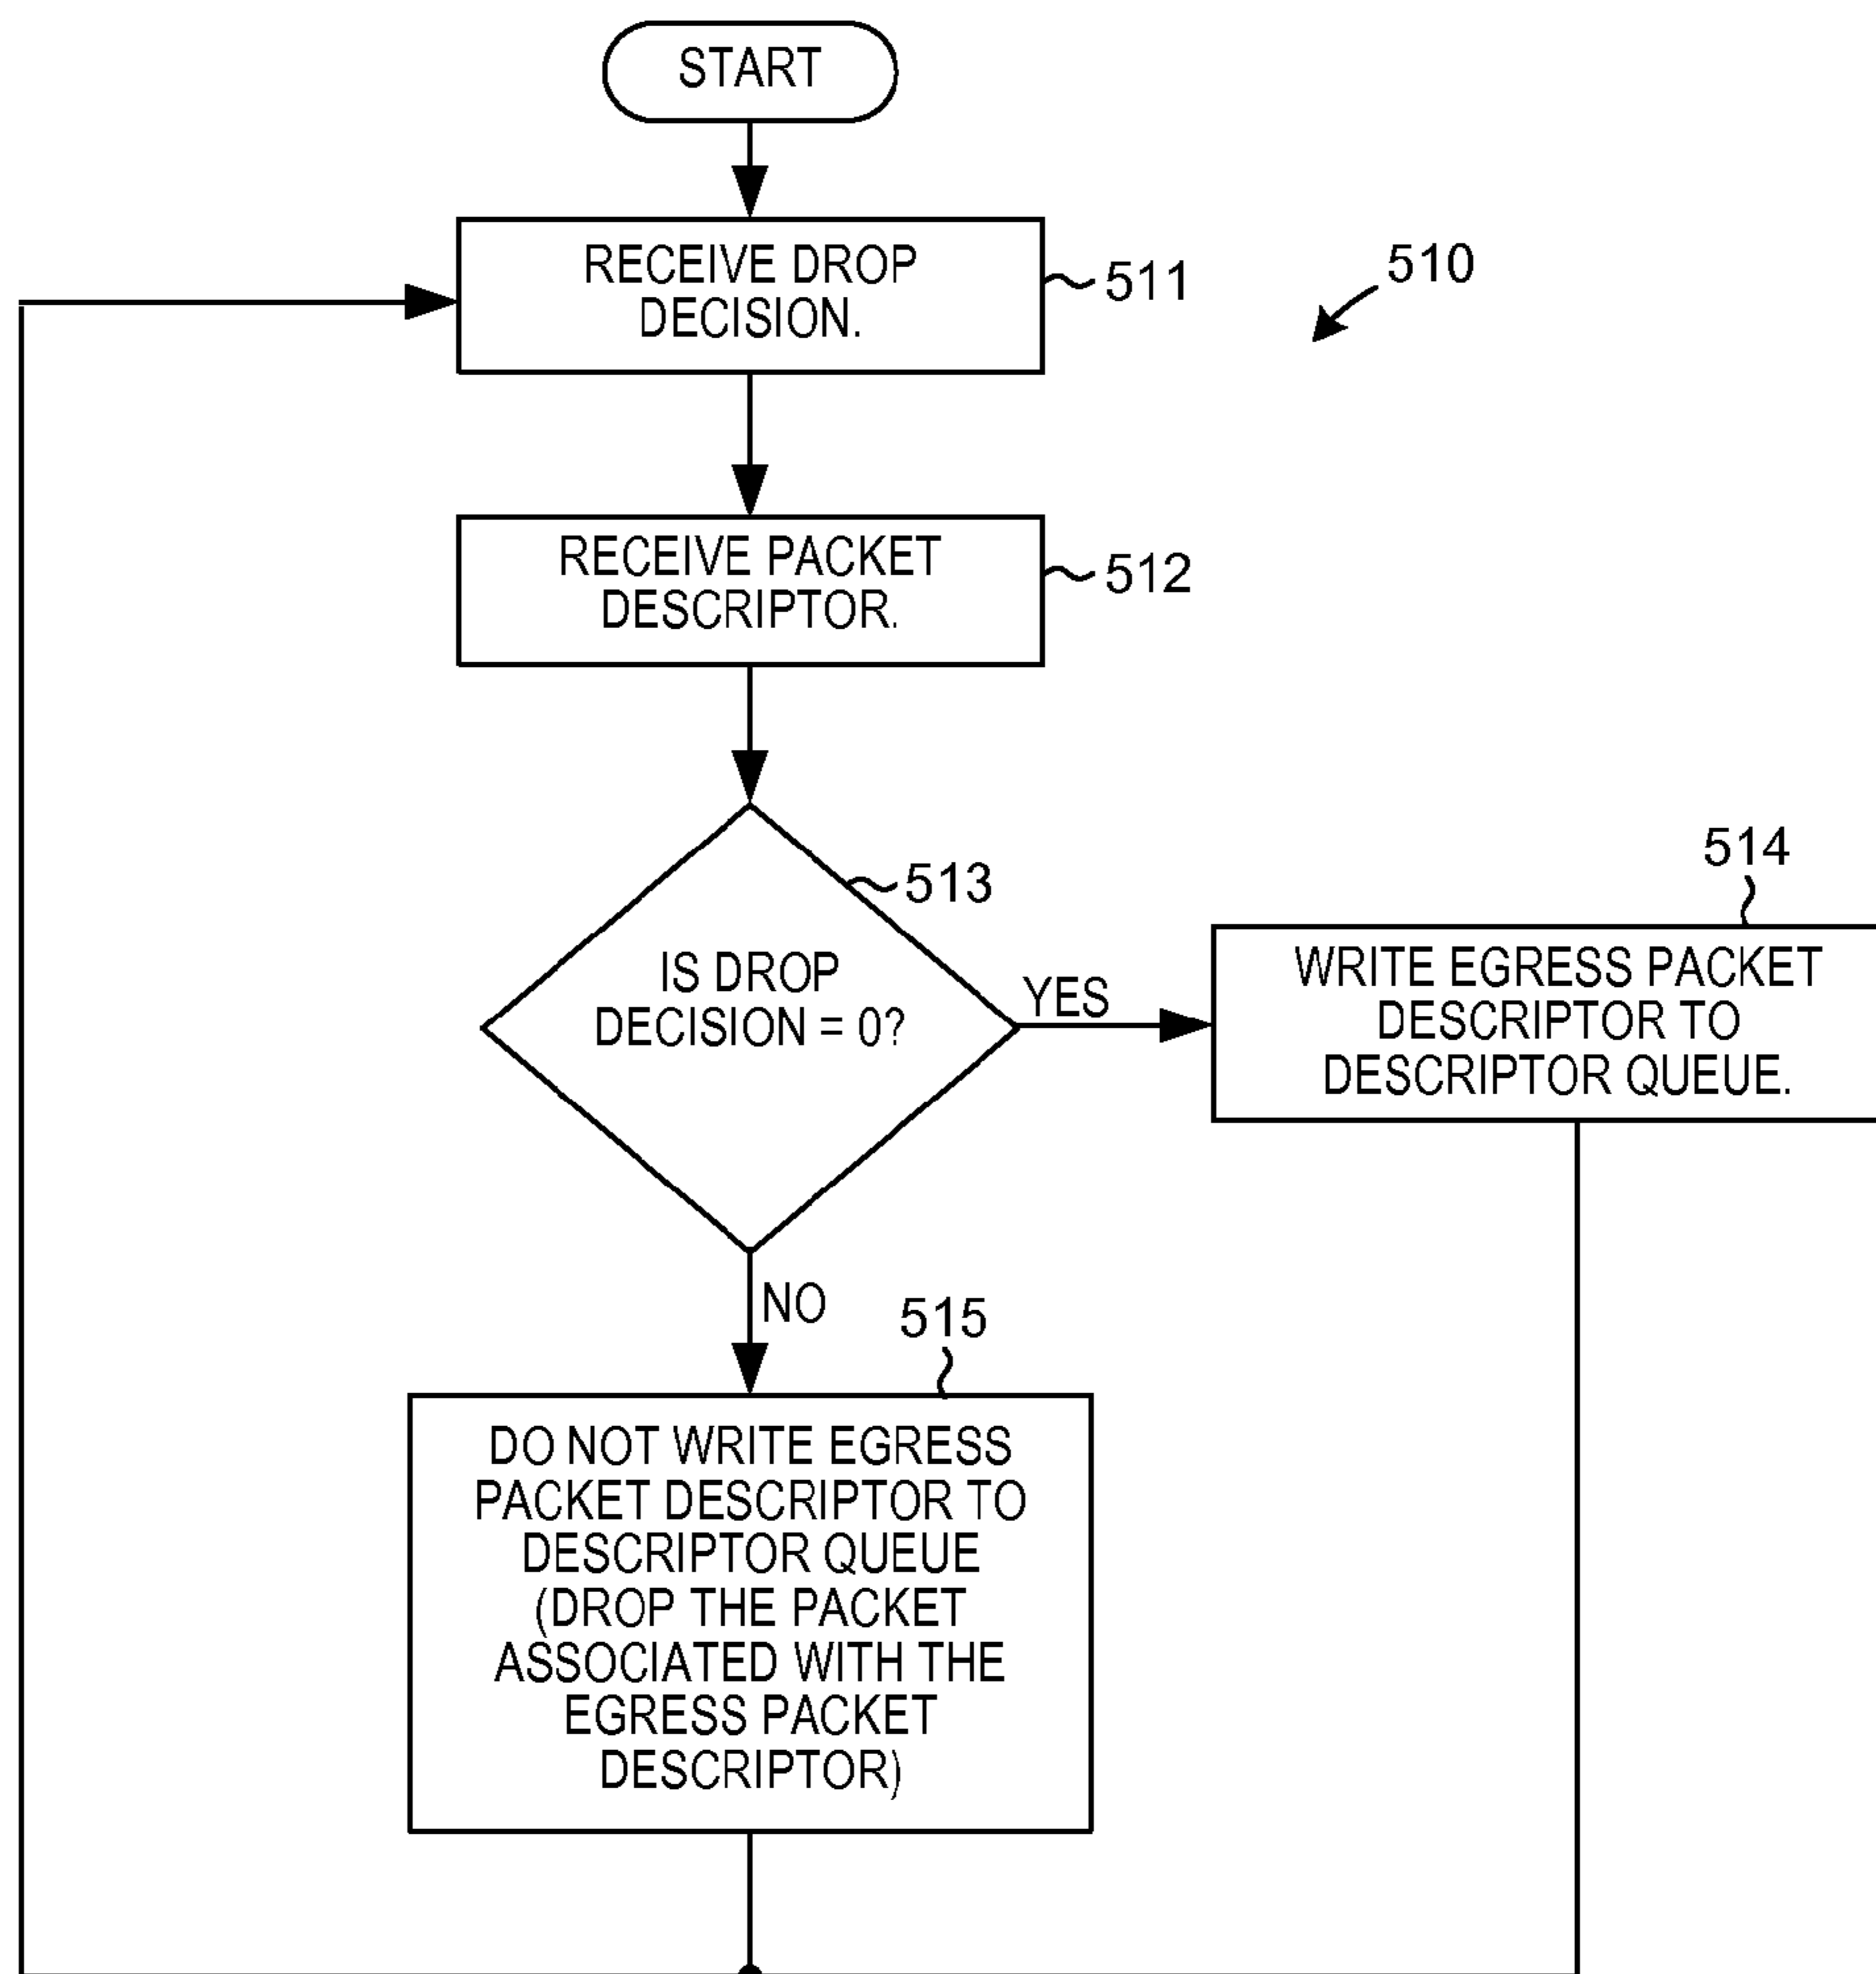 START
RECEIVE DROP
DECISION.
511
510
RECEIVE PACKET
DESCRIPTOR.
512
513
IS DROP
DECISION = 0?
YES
514
WRITE EGRESS PACKET
DESCRIPTOR TO
DESCRIPTOR QUEUE.
NO
515
DO NOT WRITE EGRESS
PACKET DESCRIPTOR TO
DESCRIPTOR QUEUE
(DROP THE PACKET
ASSOCIATED WITH THE
EGRESS PACKET
DESCRIPTOR)